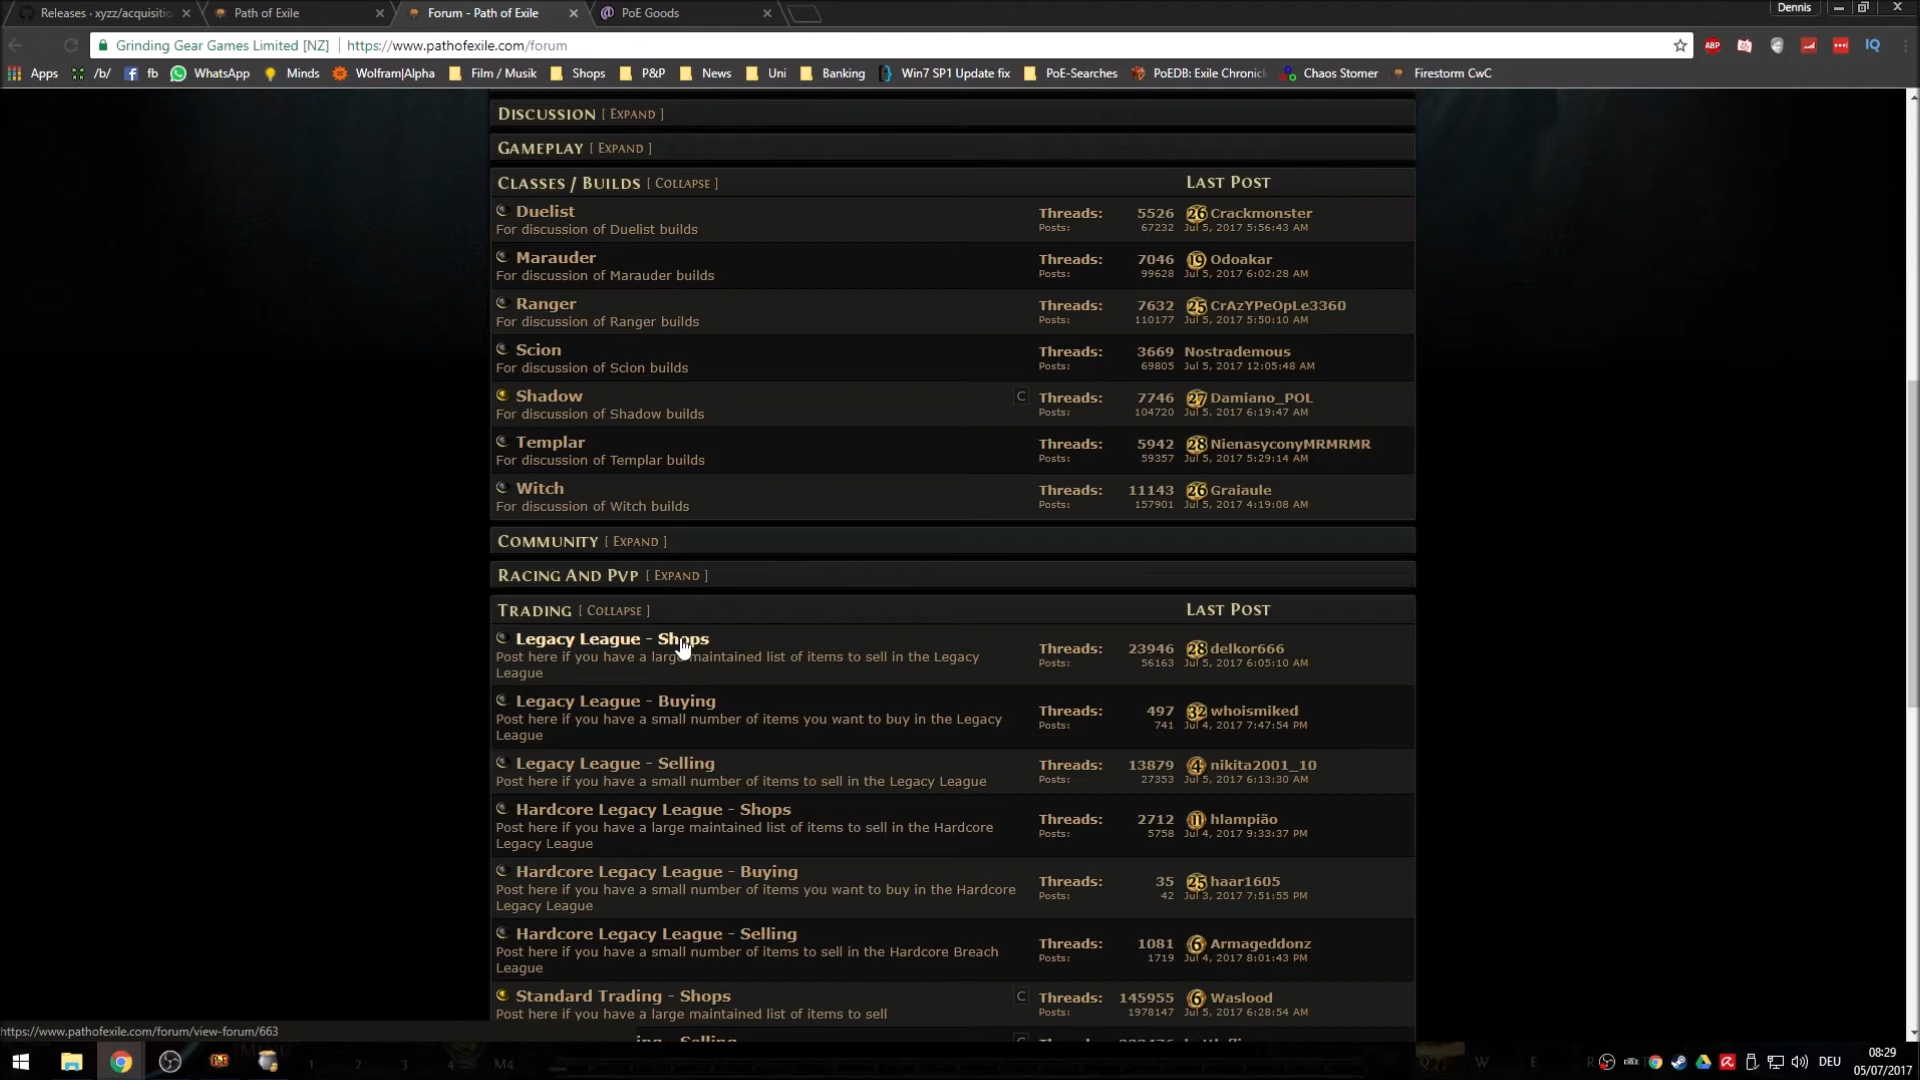 Releases · xyzz/acquisitic
Path of Exile
Forum - Path of Exile
PoE Goods
Dennis
Grinding Gear Games Limited [NZ]
https://www.pathofexile.com/forum
ABP
IQ
Apps
/b/
fb
WhatsApp
Minds
Wolfram|Alpha
Film / Musik
Shops
P&P
News
Uni
Banking
Win7 SP1 Update fix
PoE-Searches
PoEDB: Exile Chronic
Chaos Stomer
Firestorm CwC
Discussion [ Expand ]
Gameplay [ Expand ]
Classes / Builds [ Collapse ] Last Post
Duelist Threads: 5526 26 Crackmonster
For discussion of Duelist builds Posts: 67232 Jul 5, 2017 5:56:43 AM
Marauder Threads: 7046 19 Odoakar
For discussion of Marauder builds Posts: 99628 Jul 5, 2017 6:02:28 AM
Ranger Threads: 7632 25 CrAzYPeOpLe3360
For discussion of Ranger builds Posts: 110177 Jul 5, 2017 5:50:10 AM
Scion Threads: 3669 Nostrademous
For discussion of Scion builds Posts: 69805 Jul 5, 2017 12:05:48 AM
Shadow C Threads: 7746 27 Damiano_POL
For discussion of Shadow builds Posts: 104720 Jul 5, 2017 6:19:47 AM
Templar Threads: 5942 28 NienasyconyMRMRMR
For discussion of Templar builds Posts: 59357 Jul 5, 2017 5:29:14 AM
Witch Threads: 11143 26 Graiaule
For discussion of Witch builds Posts: 157901 Jul 5, 2017 4:19:08 AM
Community [ Expand ]
Racing And PvP [ Expand ]
Trading [ Collapse ] Last Post
Legacy League - Shops
Post here if you have a large maintained list of items to sell in the Legacy
League
Threads: 23946 28 delkor666
Posts: 56163 Jul 5, 2017 6:05:10 AM
Legacy League - Buying
Post here if you have a small number of items you want to buy in the Legacy
League
Threads: 497 32 whoismiked
Posts: 741 Jul 4, 2017 7:47:54 PM
Legacy League - Selling
Post here if you have a small number of items to sell in the Legacy League
Threads: 13879 4 nikita2001_10
Posts: 27353 Jul 5, 2017 6:13:30 AM
Hardcore Legacy League - Shops
Post here if you have a large maintained list of items to sell in the Hardcore
Legacy League
Threads: 2712 11 hlampião
Posts: 5758 Jul 4, 2017 9:33:37 PM
Hardcore Legacy League - Buying
Post here if you have a small number of items you want to buy in the Hardcore
Legacy League
Threads: 35 25 haar1605
Posts: 42 Jul 3, 2017 7:51:55 PM
Hardcore Legacy League - Selling
Post here if you have a small number of items to sell in the Hardcore Breach
League
Threads: 1081 6 Armageddonz
Posts: 1719 Jul 4, 2017 8:01:43 PM
Standard Trading - Shops C
Post here if you have a large maintained list of items to sell
Threads: 145955 6 Waslood
Posts: 1978147 Jul 5, 2017 6:28:54 AM
https://www.pathofexile.com/forum/view-forum/663
1 2 3 4 M4
W E R
DEU
08:29
05/07/2017